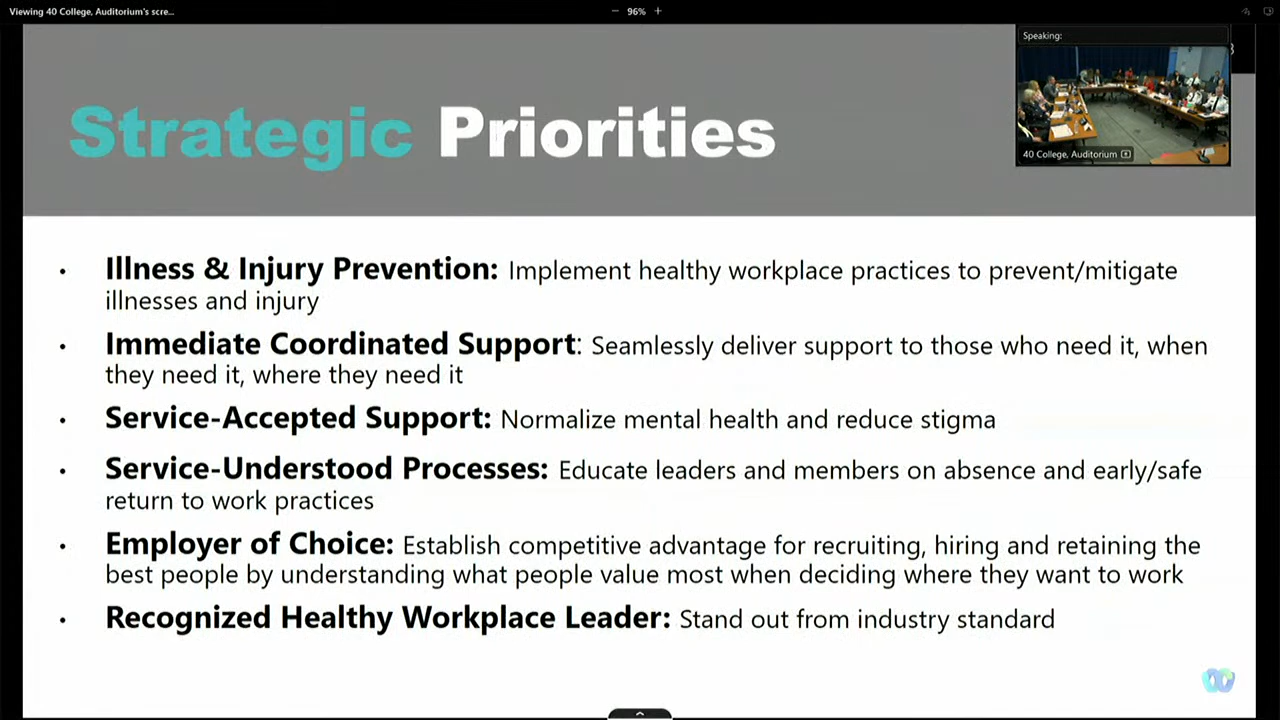 Viewing 40 College, Auditorium's scre...
96%
Speaking:
40 College, Auditorium
Strategic Priorities
• Illness & Injury Prevention: Implement healthy workplace practices to prevent/mitigate
illnesses and injury
• Immediate Coordinated Support: Seamlessly deliver support to those who need it, when
they need it, where they need it
• Service-Accepted Support: Normalize mental health and reduce stigma
• Service-Understood Processes: Educate leaders and members on absence and early/safe
return to work practices
• Employer of Choice: Establish competitive advantage for recruiting, hiring and retaining the
best people by understanding what people value most when deciding where they want to work
• Recognized Healthy Workplace Leader: Stand out from industry standard